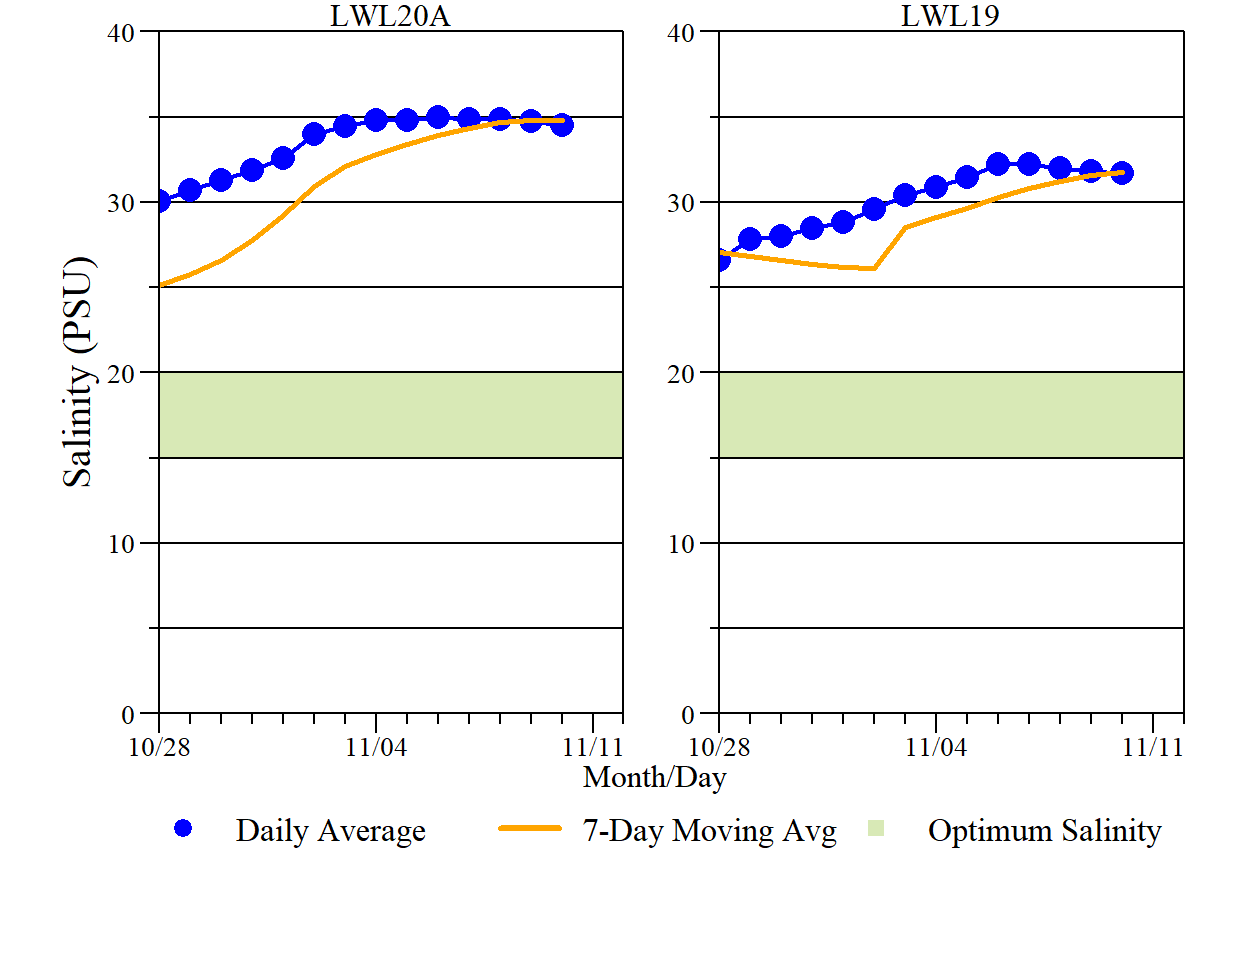 LWL20A
LWL19
40
30
20
10
0
40
30
20
10
0
Salinity (PSU)
10/28
11/04
11/11
10/28
11/04
11/11
Month/Day
Daily Average
7-Day Moving Avg
Optimum Salinity